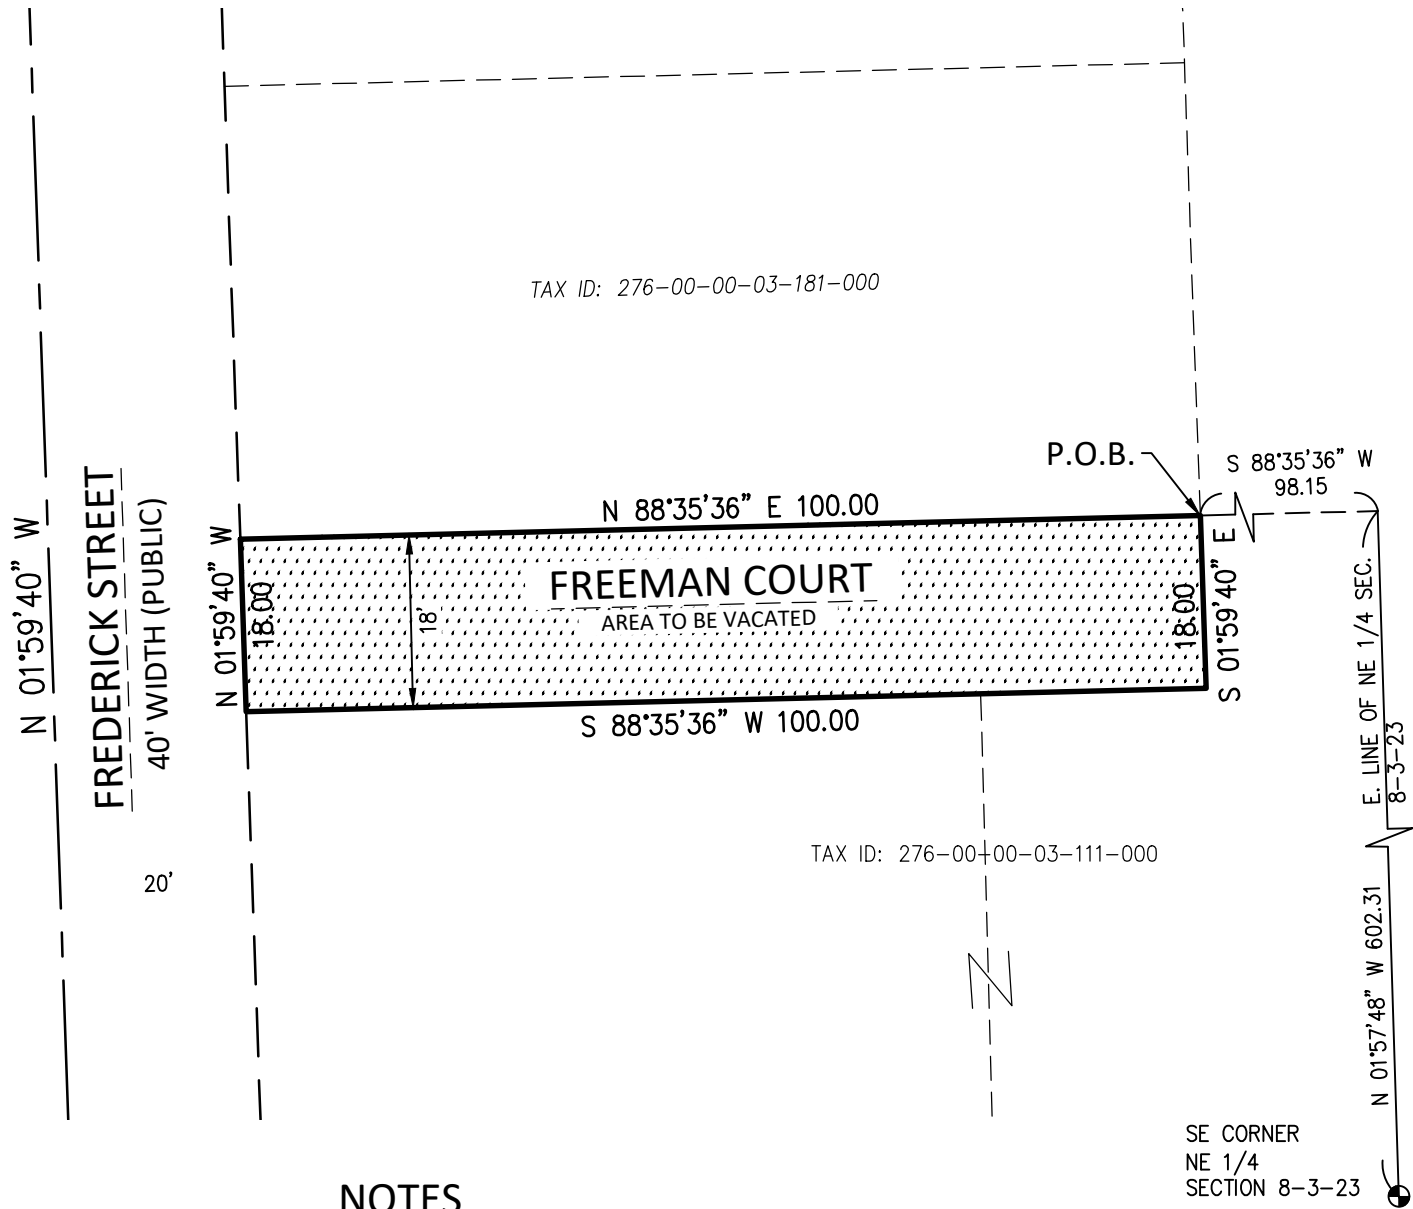 TAX ID: 276-00-00-03-181-000
P.O.B.
S 88°35'36" W
98.15
N 88°35'36" E 100.00
N 01°59'40" W
FREDERICK STREET
40' WIDTH (PUBLIC)
N 01°59'40" W
18.00
18'
FREEMAN COURT
AREA TO BE VACATED
18.00
S 01°59'40" E
E. LINE OF NE 1/4 SEC.
8-3-23
S 88°35'36" W 100.00
TAX ID: 276-00-00-03-111-000
20'
N 01°57'48" W 602.31
SE CORNER
NE 1/4
SECTION 8-3-23
NOTES